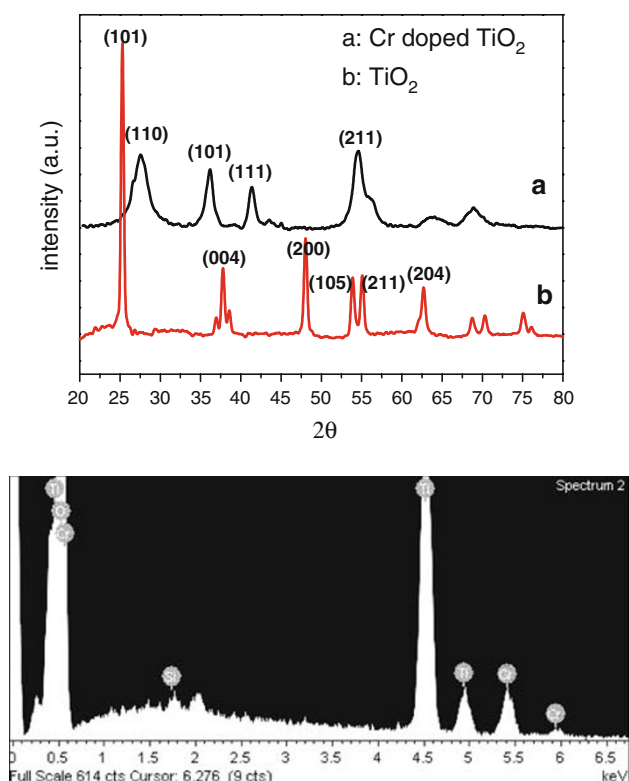 (101)
a: Cr doped TiO₂
b: TiO₂
(110)
(101)
(111)
(211)
a
(004)
(200)
(105)
(211)
(204)
b
intensity (a.u.)
20 25 30 35 40 45 50 55 60 65 70 75 80
2θ
Spectrum 2
Ti
O
Cr
Si
Ti
Ti
Cr
Cr
0 0.5 1 1.5 2 2.5 3 3.5 4 4.5 5 5.5 6 6.5
Full Scale 614 cts Cursor: 6.276 (9 cts)
keV